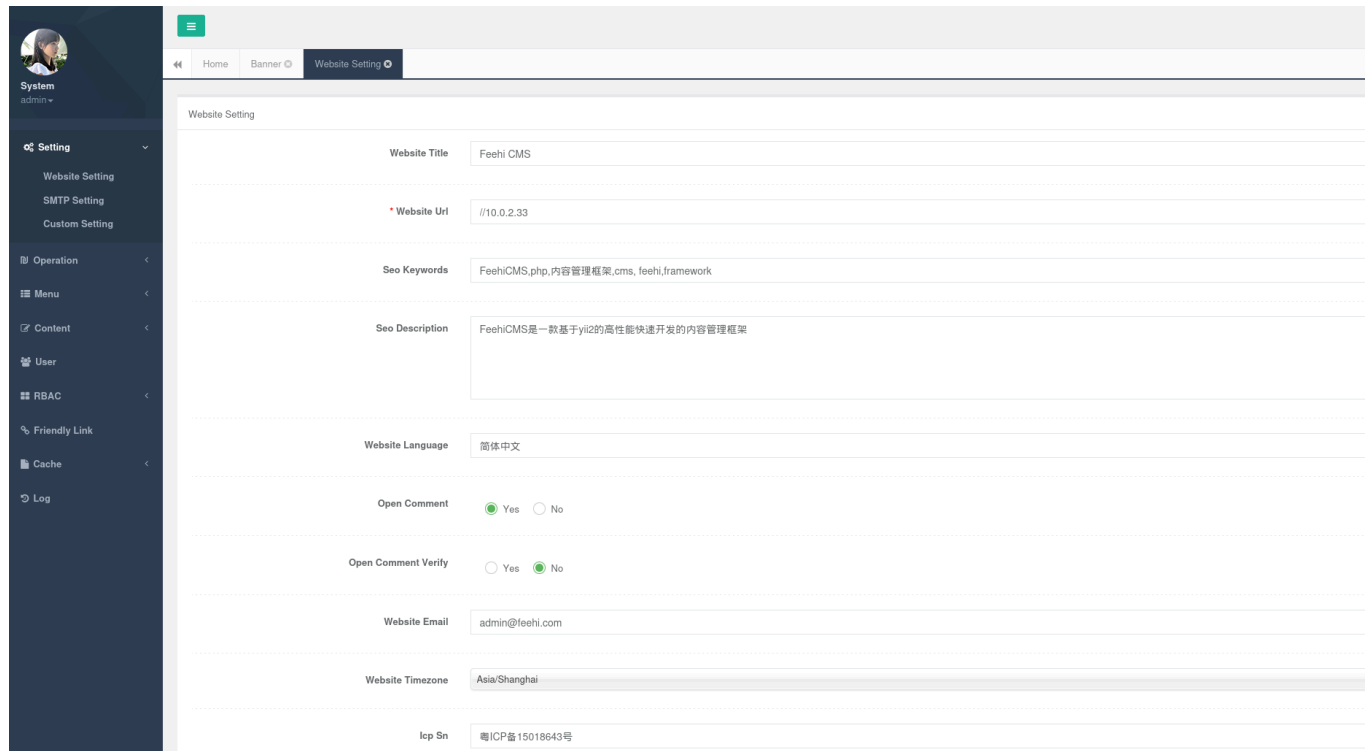 Home Banner Website Setting
System
admin
Setting
Website Setting
SMTP Setting
Custom Setting
Operation
Menu
Content
User
RBAC
Friendly Link
Cache
Log
Website Setting
Website Title Feehi CMS
* Website Url //10.0.2.33
Seo Keywords FeehiCMS,php,内容管理框架,cms, feehi,framework
Seo Description FeehiCMS是一款基于yii2的高性能快速开发的内容管理框架
Website Language 简体中文
Open Comment Yes No
Open Comment Verify Yes No
Website Email admin@feehi.com
Website Timezone Asia/Shanghai
Icp Sn 粤ICP备15018643号